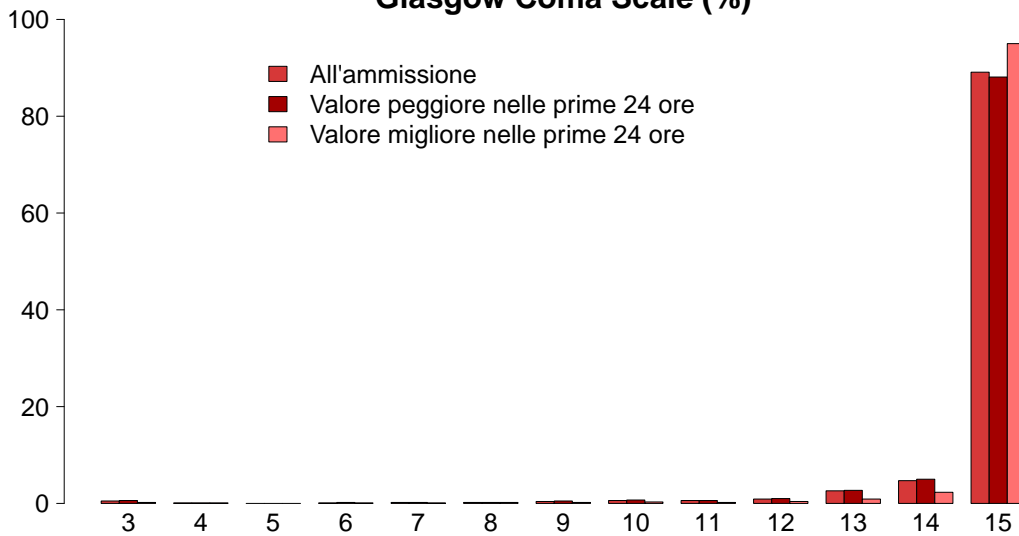 Glasgow Coma Scale (%)
100
All'ammissione
Valore peggiore nelle prime 24 ore
Valore migliore nelle prime 24 ore
80
60
40
20
0
3 4 5 6 7 8 9 10 11 12 13 14 15